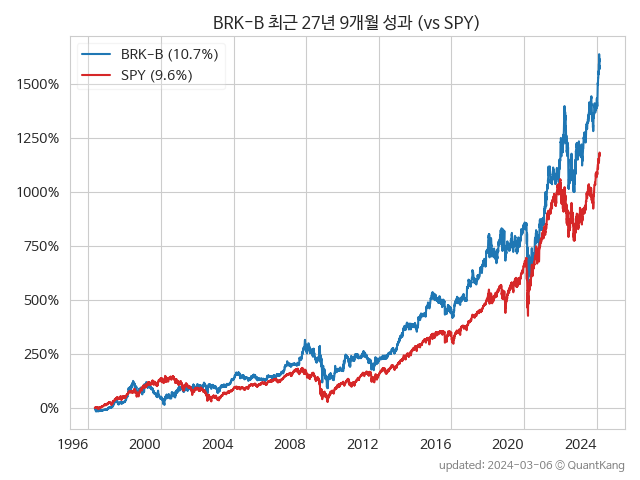 BRK-B 최근 27년 9개월 성과 (vs SPY)
BRK-B (10.7%)
SPY (9.6%)
1500%
1250%
1000%
750%
500%
250%
0%
1996 2000 2004 2008 2012 2016 2020 2024
updated: 2024-03-06 © QuantKang